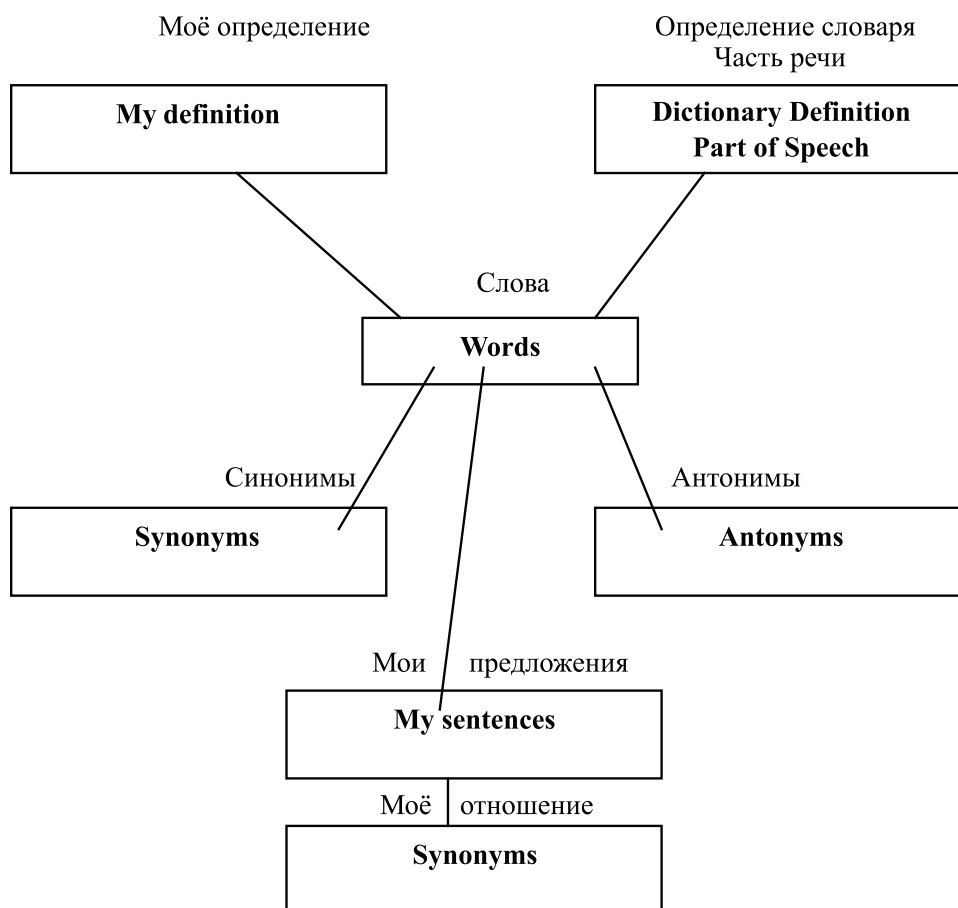 Моё определение
Определение словаря
Часть речи
My definition
Dictionary Definition
Part of Speech
Слова
Words
Синонимы
Антонимы
Synonyms
Antonyms
Мои предложения
My sentences
Моё отношение
Synonyms